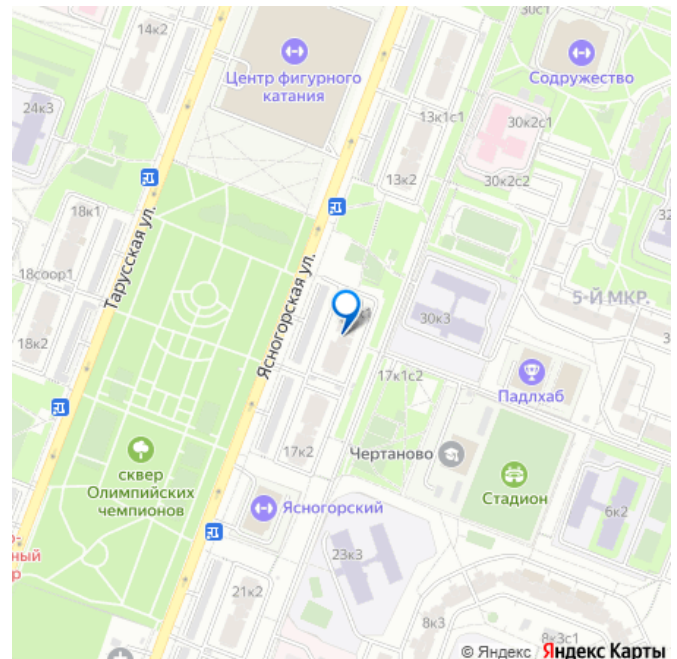 14к2
30с1
Центр фигурного
катания
Содружество
24к3
13к1с1
30к2с1
13к2
30к2с2
18к1
Тарусская ул.
Ясногорская ул.
18соор1
5-Й МКР.
30к3
18к2
17к1с2
Падлхаб
17к2
Чертаново
сквер
Олимпийских
чемпионов
Стадион
Ясногорский
6к2
ный
р
23к3
21к2
8к3
8к3с1
© Яндекс Яндекс Карты